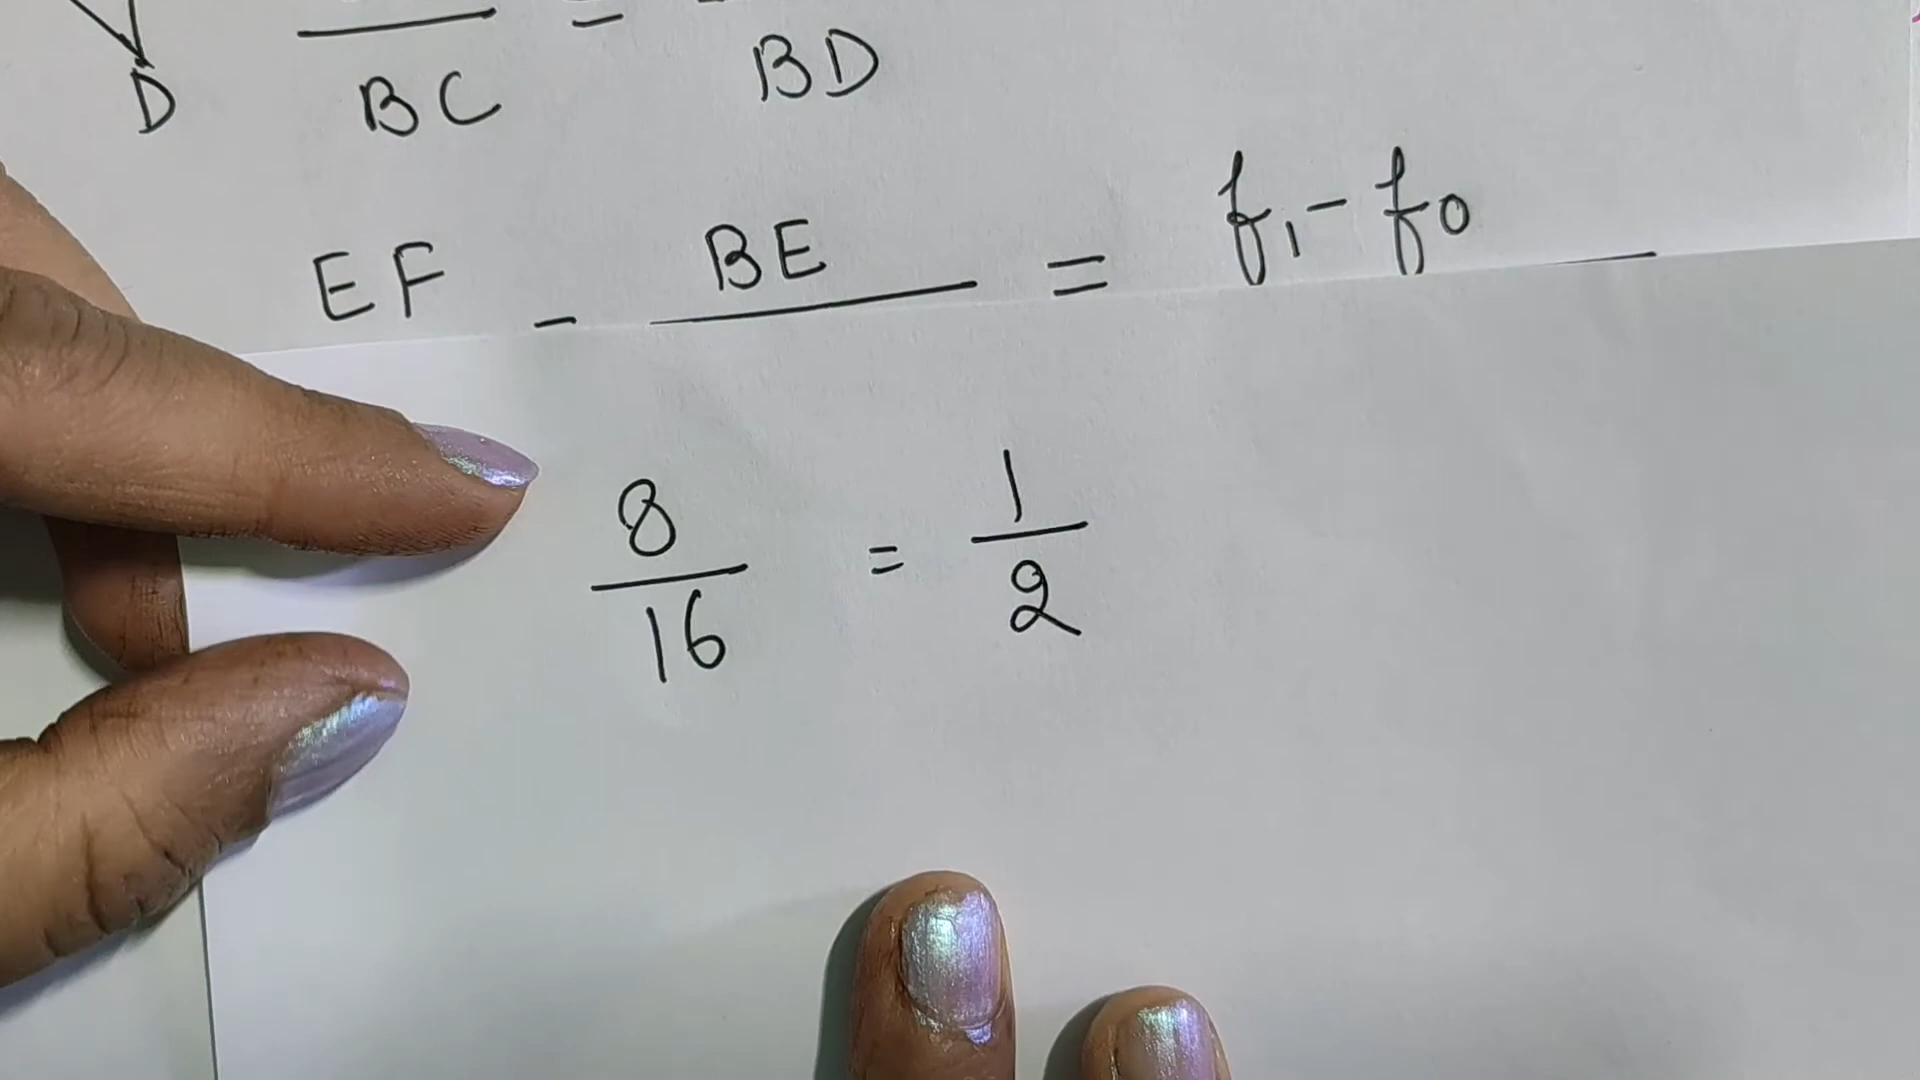 D BC = BD
EF - BE = f₁ - f₀
8/16 = 1/2